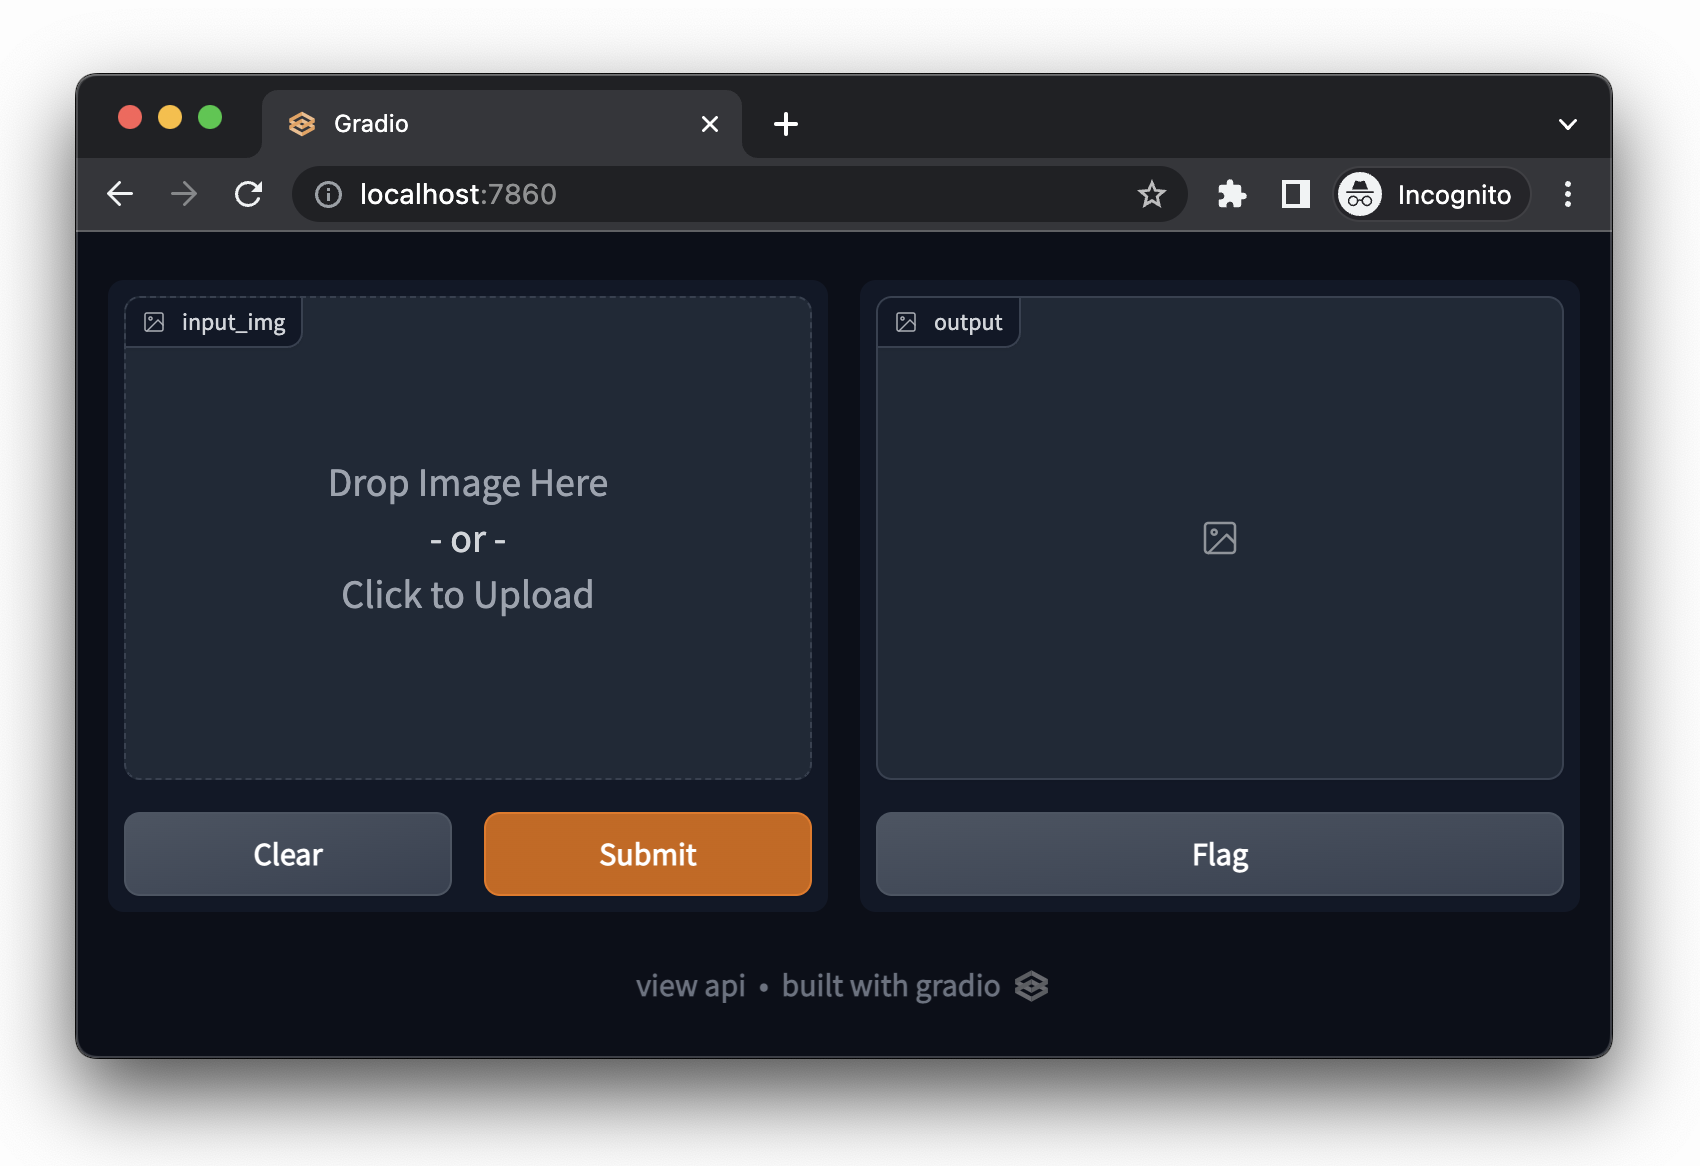 Gradio
localhost:7860
Incognito
input_img
Drop Image Here
- or -
Click to Upload
Clear
Submit
output
Flag
view api • built with gradio